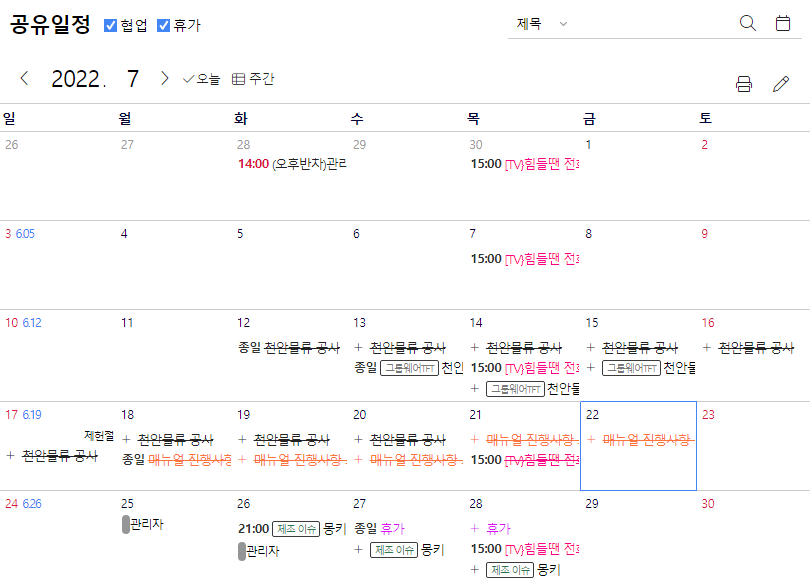 공유일정 협업 휴가 제목
2022. 7 오늘 주간
일 월 화 수 목 금 토
26 27 28 29 30 1 2
14:00 (오후반차)관리 15:00 [TV]힘들땐 전
3 6.05 4 5 6 7 8 9
15:00 [TV]힘들땐 전
10 6.12 11 12 13 14 15 16
종일 천안물류 공사 + 천안물류 공사 + 천안물류 공사 + 천안물류 공사 + 천안물류 공사
종일 그룹웨어TFT 천안 15:00 [TV]힘들땐 전 + 그룹웨어TFT 천안물
+ 그룹웨어TFT 천안물
17 6.19 18 19 20 21 22 23
제헌절
+ 천안물류 공사 + 천안물류 공사 + 천안물류 공사 + 천안물류 공사 + 매뉴얼 진행사항 + 매뉴얼 진행사항
종일 매뉴얼 진행사항 + 매뉴얼 진행사항 + 매뉴얼 진행사항 15:00 [TV]힘들땐 전
24 6.26 25 26 27 28 29 30
관리자 21:00 제조 이슈 몽키 종일 휴가 + 휴가
관리자 + 제조 이슈 몽키 15:00 [TV]힘들땐 전
+ 제조 이슈 몽키